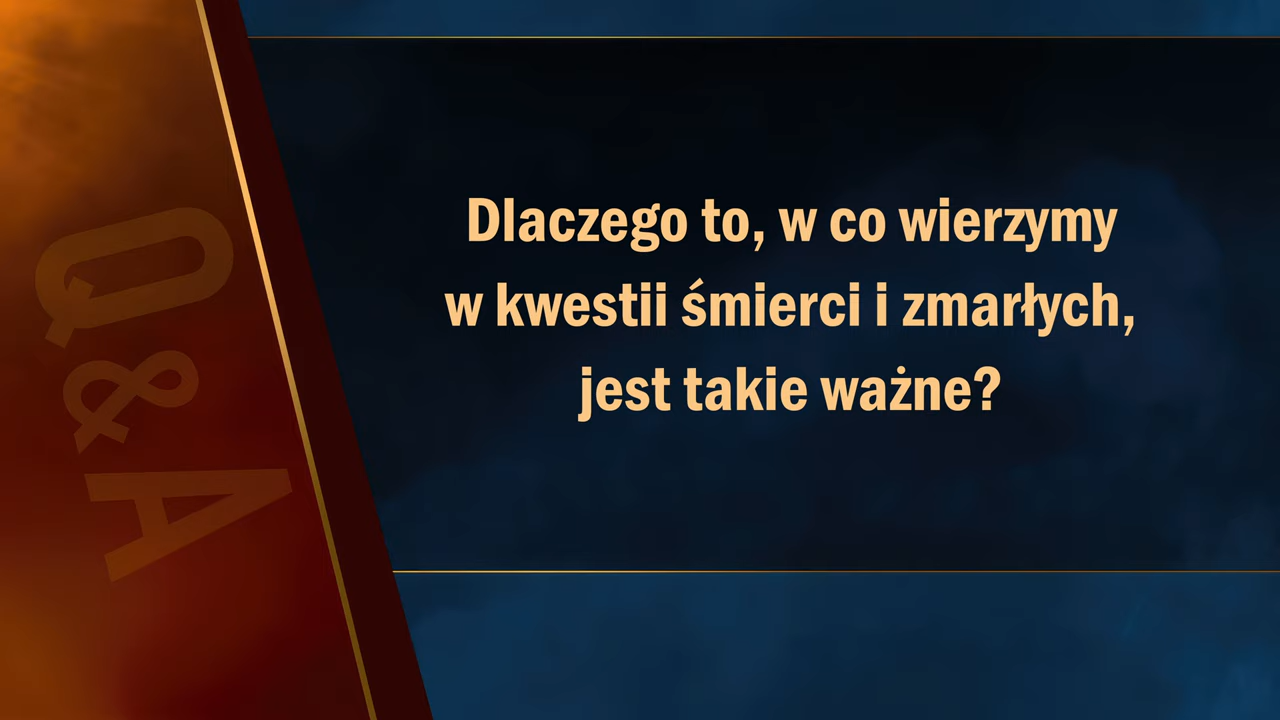 Q&A
Dlaczego to, w co wierzymy
w kwestii śmierci i zmarłych,
jest takie ważne?